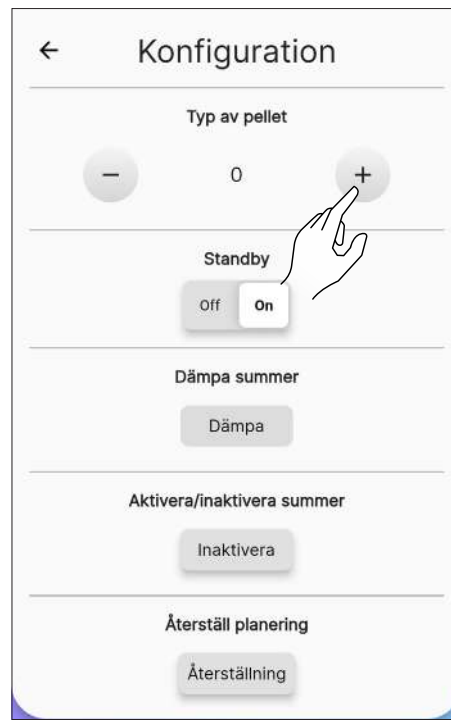 ← Konfiguration
Typ av pellet
− 0 +
Standby
Off On
Dämpa summer
Dämpa
Aktivera/inaktivera summer
Inaktivera
Återställ planering
Återställning